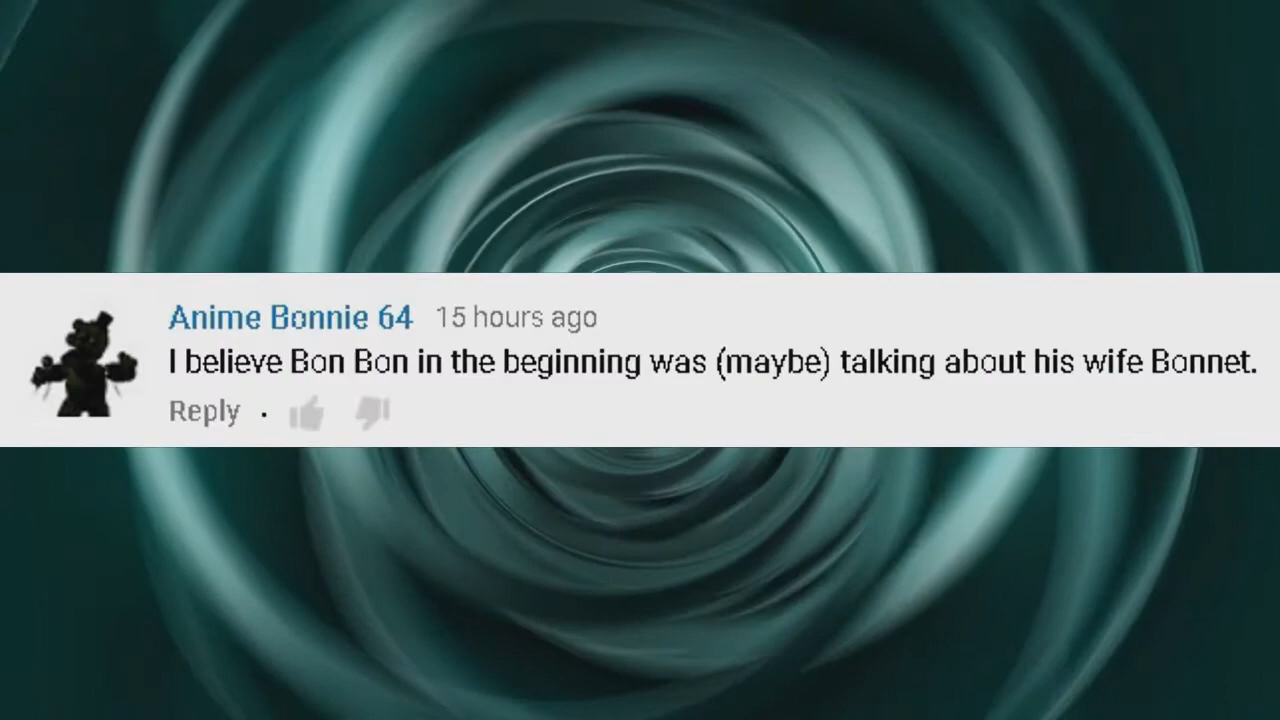 Anime Bonnie 64 15 hours ago
I believe Bon Bon in the beginning was (maybe) talking about his wife Bonnet.
Reply ·